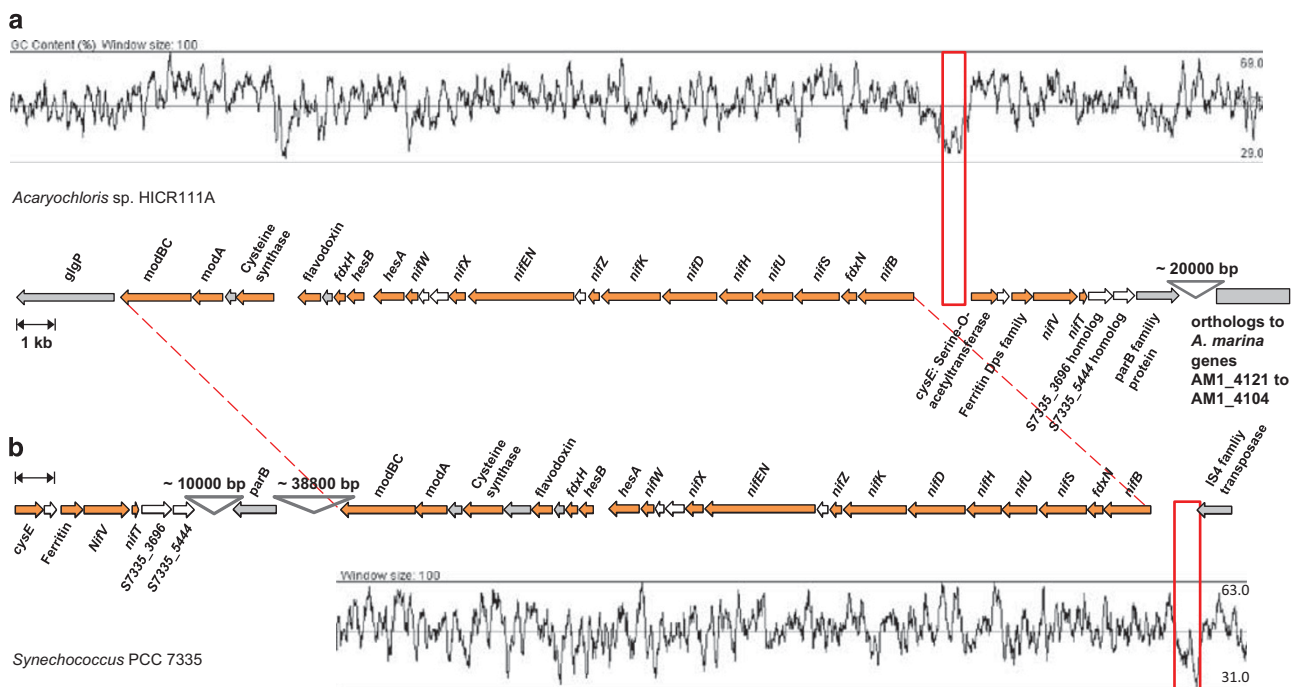 a
GC Content (%) Window size: 100
69.0
29.0
Acaryochloris sp. HICR111A
glgP
modBC
modA
Cysteine
synthase
flavodoxin
fdxH
hesB
hesA
nifW
nifX
nifEN
nifZ
nifK
nifD
nifH
nifU
nifS
fdxN
nifB
~ 20000 bp
1 kb
cysE: Serine-O-
acetyltransferase
Ferritin Dps family
nifV
nifT
S7335_3696 homolog
S7335_5444 homolog
parB familiy
protein
orthologs to
A. marina
genes
AM1_4121 to
AM1_4104
b
~ 10000 bp
parB
~ 38800 bp
modBC
modA
Cysteine
synthase
flavodoxin
fdxH
hesB
hesA
nifW
nifX
nifEN
nifZ
nifK
nifD
nifH
nifU
nifS
fdxN
nifB
IS4 family
transposase
cysE
Ferritin
NifV
nifT
S7335_3696
S7335_5444
Window size: 100
63.0
31.0
Synechococcus PCC 7335